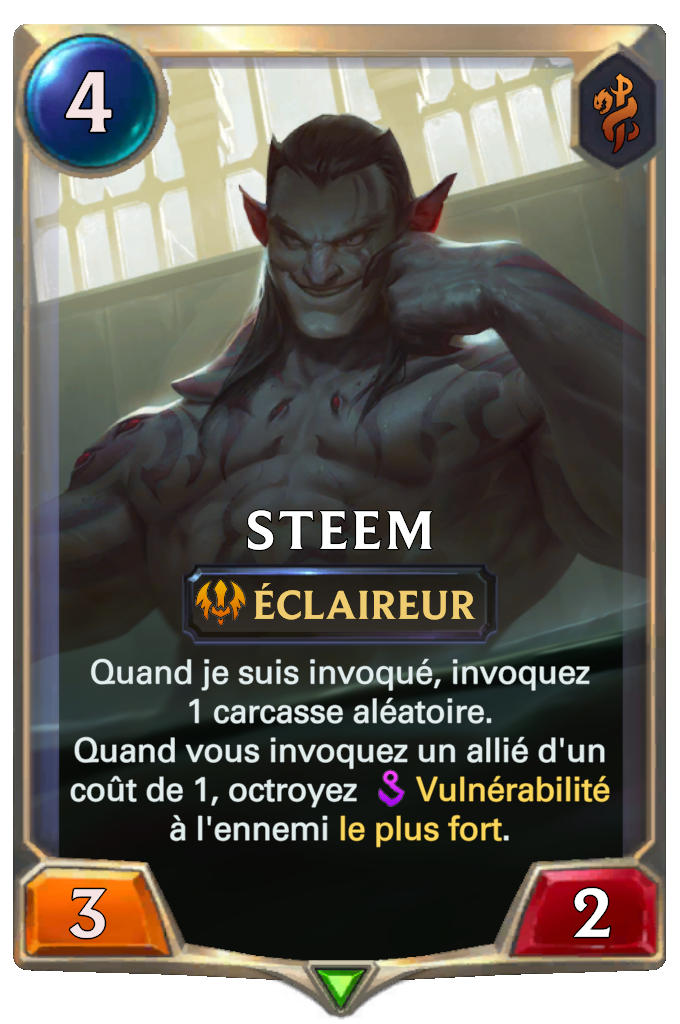 4
STEEM
ÉCLAIREUR
Quand je suis invoqué, invoquez
1 carcasse aléatoire.
Quand vous invoquez un allié d'un
coût de 1, octroyez Vulnérabilité
à l'ennemi le plus fort.
3
2